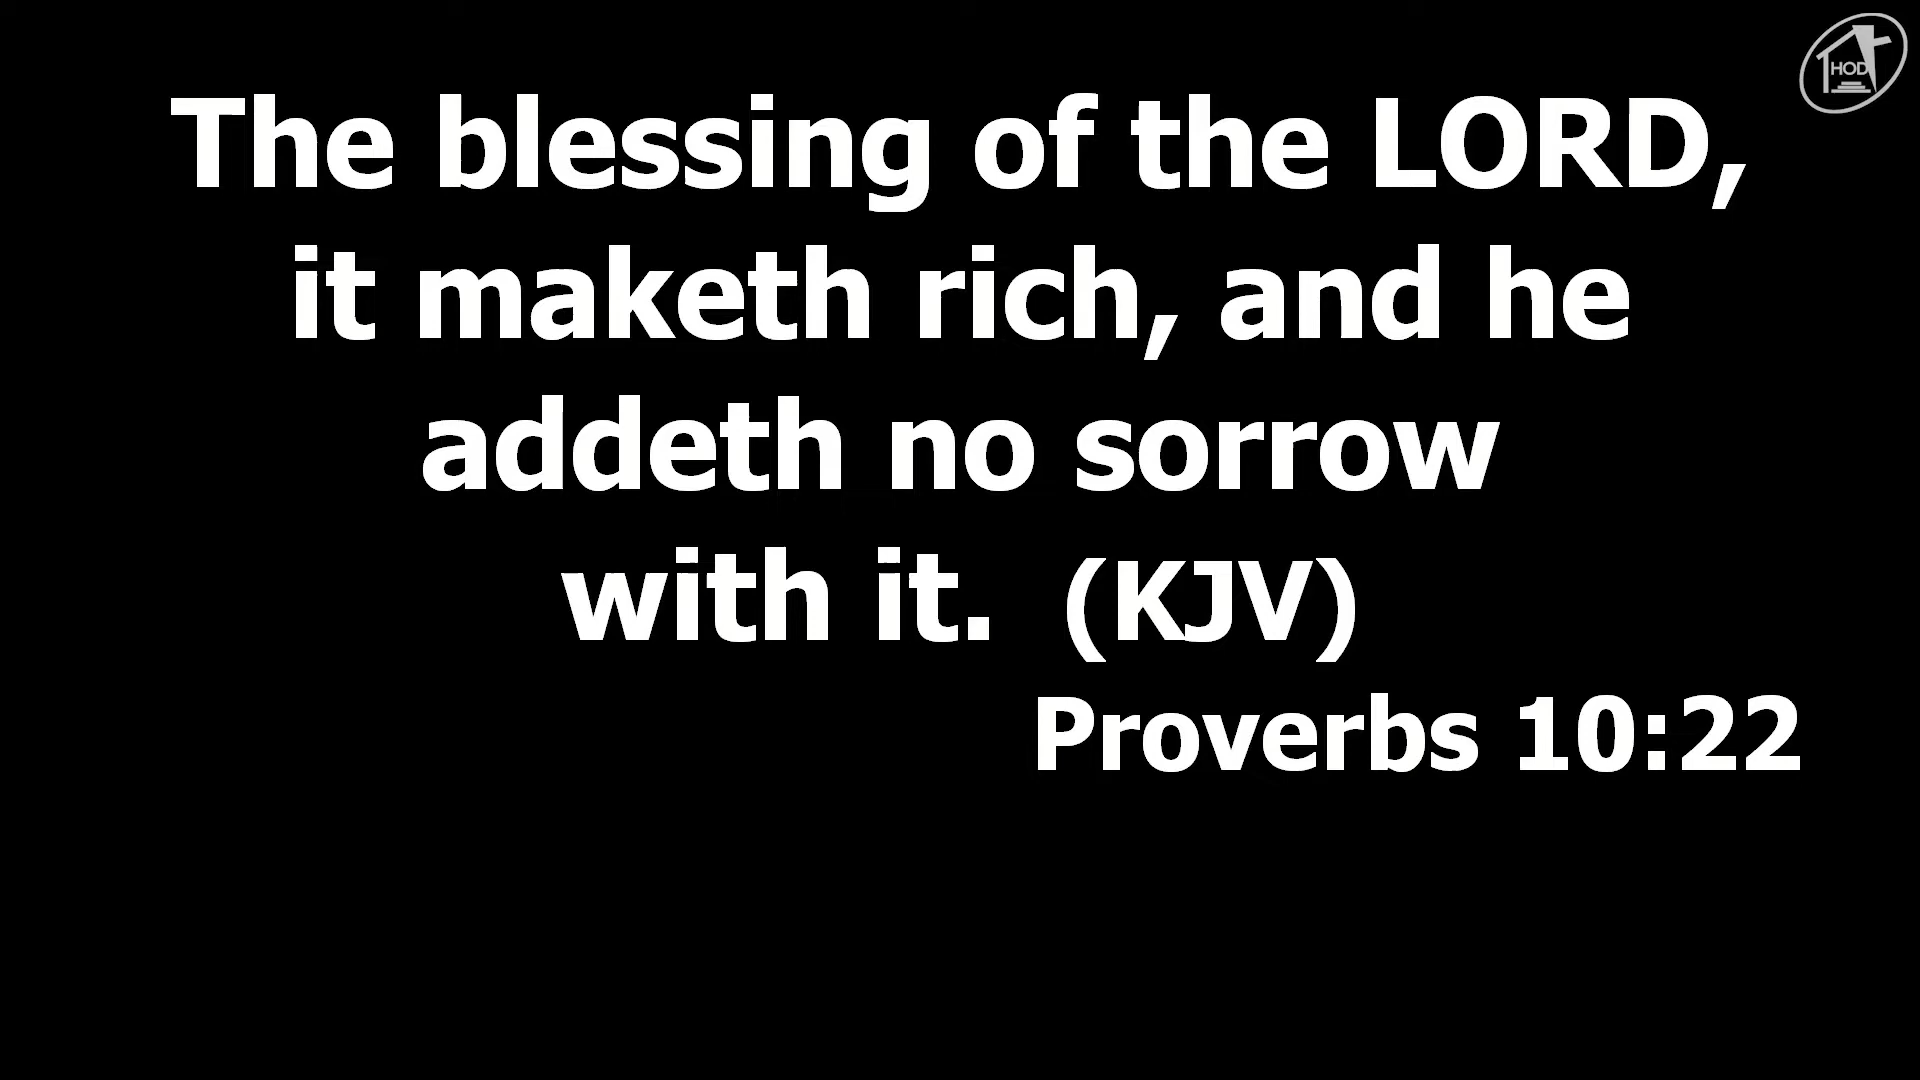 HOD
The blessing of the LORD,
it maketh rich, and he
addeth no sorrow
with it. (KJV)
Proverbs 10:22